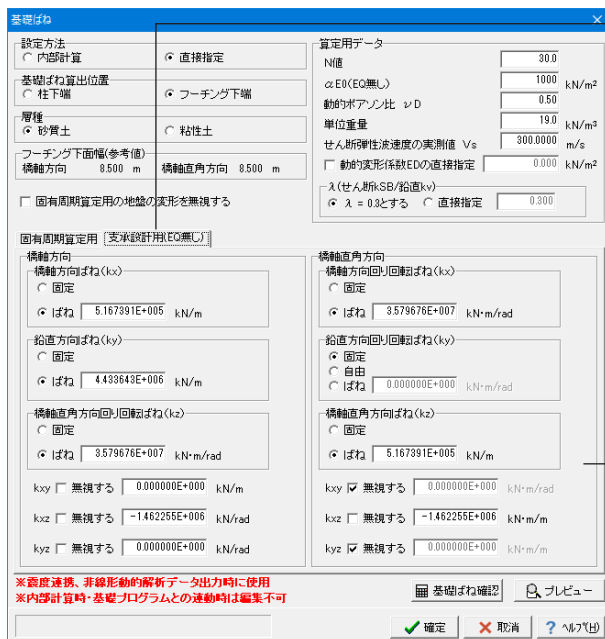 基礎ばね
設定方法
内部計算 直接指定
基礎ばね算出位置
柱下端 フーチング下端
層種
砂質土 粘性土
フーチング下面幅(参考値)
橋軸方向 8.500 m 橋軸直角方向 8.500 m
固有周期算定用の地盤の変形を無視する
算定用データ
N値 30.0
αE0(EQ無し) 1000 kN/m²
動的ポアソン比 νD 0.50
単位重量 19.0 kN/m³
せん断弾性波速度の実測値 Vs 300.0000 m/s
動的変形係数EDの直接指定 0.000 kN/m²
λ(せん断kSB/鉛直kv)
λ = 0.3とする 直接指定 0.300
固有周期算定用 支承設計用(EQ無し)
橋軸方向
橋軸方向ばね(kx)
固定
ばね 5.167391E+005 kN/m
鉛直方向ばね(ky)
固定
ばね 4.433643E+006 kN/m
橋軸直角方向回り回転ばね(kz)
固定
ばね 3.579676E+007 kN・m/rad
kxy 無視する 0.000000E+000 kN/m
kxz 無視する -1.462255E+006 kN/rad
kyz 無視する 0.000000E+000 kN/rad
橋軸直角方向
橋軸方向回り回転ばね(kx)
固定
ばね 3.579676E+007 kN・m/rad
鉛直方向回り回転ばね(ky)
固定
自由
ばね 0.000000E+000 kN・m/rad
橋軸直角方向ばね(kz)
固定
ばね 5.167391E+005 kN/m
kxy 無視する 0.000000E+000 kN・m/rad
kxz 無視する -1.462255E+006 kN・m/m
kyz 無視する 0.000000E+000 kN・m/m
※震度連携、非線形動的解析データ出力時に使用
※内部計算時・基礎プログラムとの連動時は編集不可
基礎ばね確認 プレビュー
確定 取消 ? ヘルプ(H)